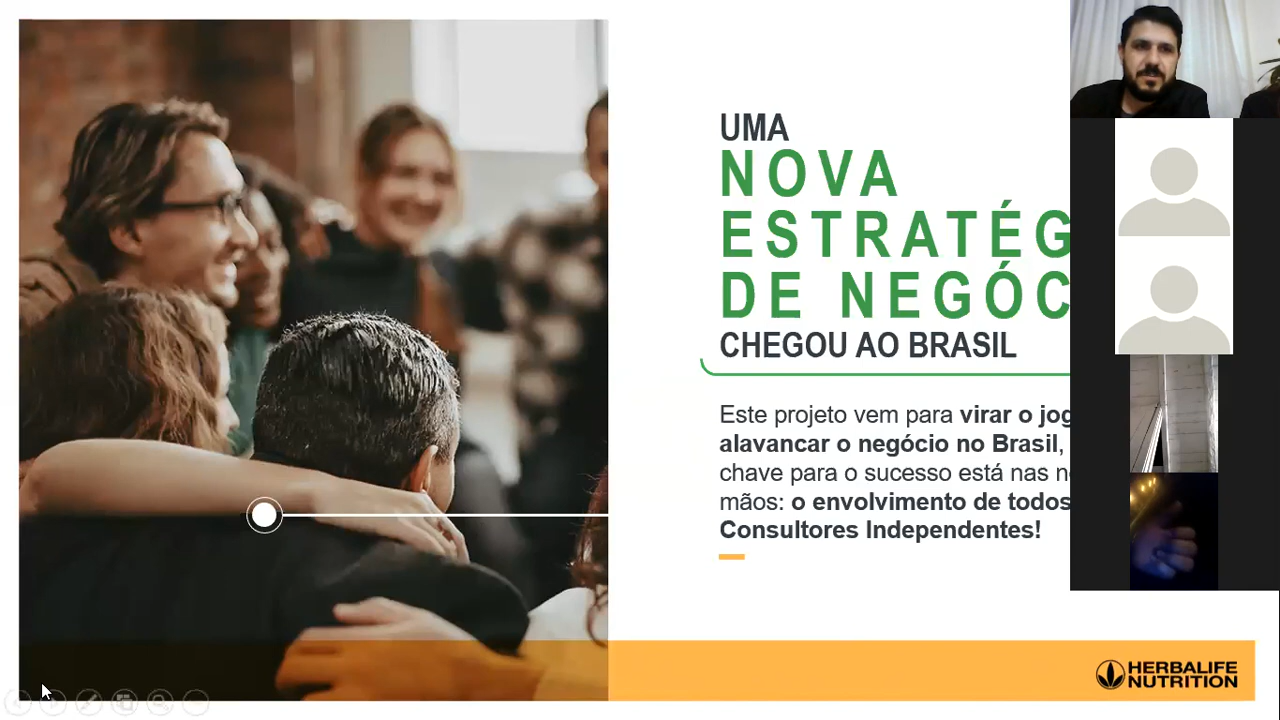 UMA
NOVA
ESTRATÉG
DE NEGÓC
CHEGOU AO BRASIL
Este projeto vem para virar o jog
alavancar o negócio no Brasil,
chave para o sucesso está nas n
mãos: o envolvimento de todos
Consultores Independentes!
HERBALIFE
NUTRITION